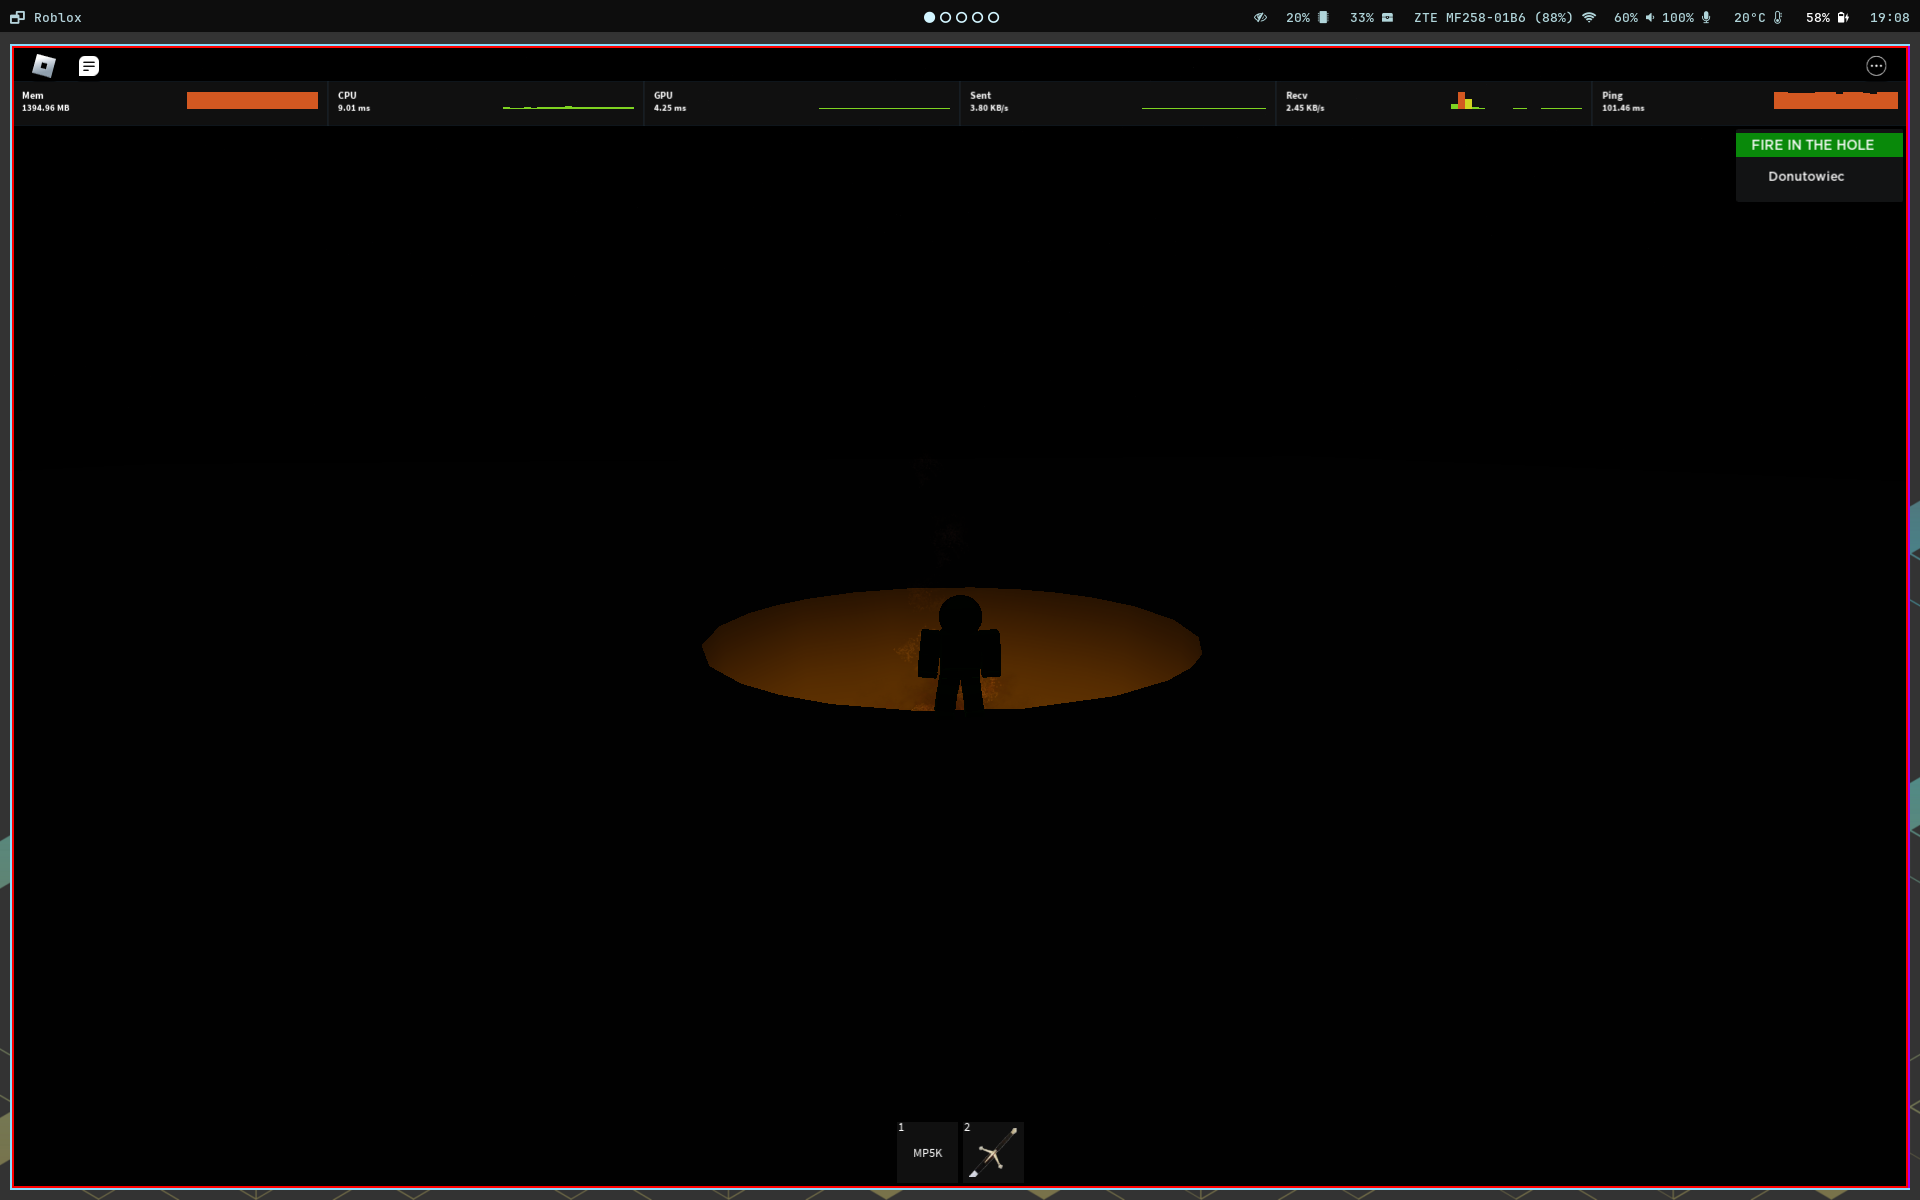 Roblox
20% 33% ZTE MF258-01B6 (88%) 60% 100% 20°C 58% 19:08
Mem
1394.96 MB
CPU
9.01 ms
GPU
4.25 ms
Sent
3.80 KB/s
Recv
2.45 KB/s
Ping
101.46 ms
FIRE IN THE HOLE
Donutowiec
1
MP5K
2